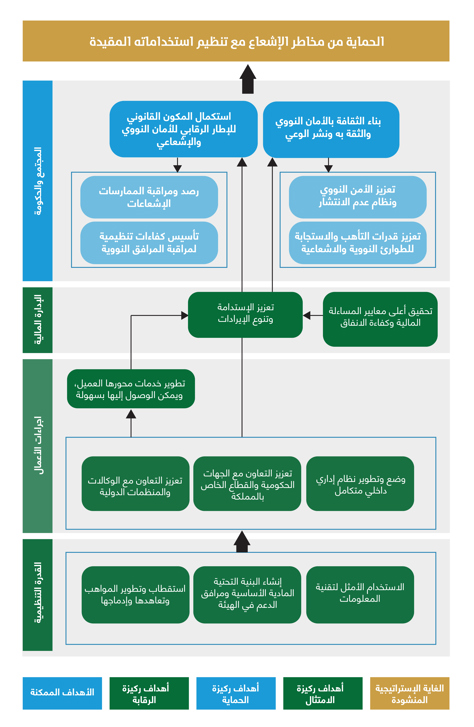 الحماية من مخاطر الإشعاع مع تنظيم استخداماته المقيدة
المجتمع والحكومة
بناء الثقافة بالأمان النووي
والثقة به ونشر الوعي
استكمال المكون القانوني
للإطار الرقابي للأمان النووي
والإشعاعي
تعزيز الأمن النووي
ونظام عدم الانتشار
رصد ومراقبة الممارسات
الإشعاعات
تعزيز قدرات التأهب والاستجابة
للطوارئ النووية والاشعاعية
تأسيس كفاءات تنظيمية
لمراقبة المرافق النووية
الإدارة المالية
تحقيق أعلى معايير المساءلة
المالية وكفاءة الانفاق
تعزيز الإستدامة
وتنوع الإيرادات
اجراءات الأعمال
تطوير خدمات محورها العميل،
ويمكن الوصول إليها بسهولة
وضع وتطوير نظام إداري
داخلي متكامل
تعزيز التعاون مع الجهات
الحكومية والقطاع الخاص
بالمملكة
تعزيز التعاون مع الوكالات
والمنظمات الدولية
القدرة التنظيمية
الاستخدام الأمثل لتقنية
المعلومات
إنشاء البنية التحتية
المادية الأساسية ومرافق
الدعم في الهيئة
استقطاب وتطوير المواهب
وتعاهدها وإدماجها
الغاية الإستراتيجية
المنشودة
أهداف ركيزة
الامتثال
أهداف ركيزة
الحماية
أهداف ركيزة
الرقابة
الأهداف الممكنة